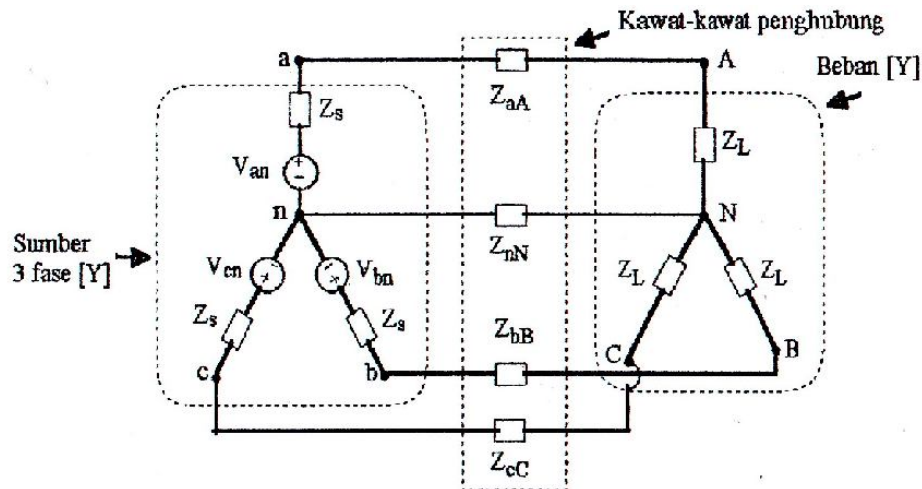 Kawat-kawat penghubung
a
A
Beban [Y]
Z_aA
Z_s
Z_L
V_an
n
N
Z_nN
Sumber
3 fase [Y]
V_cn
V_bn
Z_L
Z_L
Z_s
Z_s
Z_bB
C
B
c
b
Z_cC